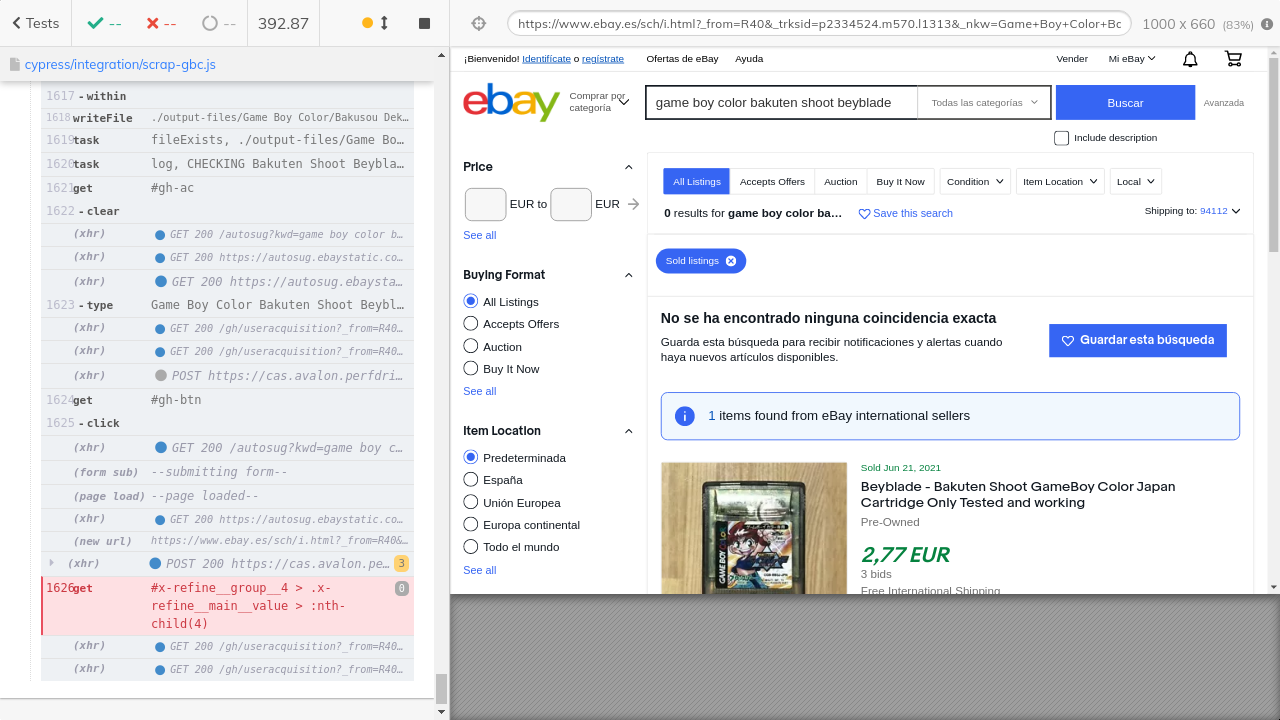 Tests
--
--
--
392.87
https://www.ebay.es/sch/i.html?_from=R40&_trksid=p2334524.m570.l1313&_nkw=Game+Boy+Color+Bc
1000 x 660 (83%)
cypress/integration/scrap-gbc.js
1617 - within
1618 writeFile ./output-files/Game Boy Color/Bakusou Dek…
1619 task fileExists, ./output-files/Game Bo…
1620 task log, CHECKING Bakuten Shoot Beybla…
1621 get #gh-ac
1622 - clear
(xhr) GET 200 /autosug?kwd=game boy color b…
(xhr) GET 200 https://autosug.ebaystatic.co…
(xhr) GET 200 https://autosug.ebaysta…
1623 - type Game Boy Color Bakuten Shoot Beybl…
(xhr) GET 200 /gh/useracquisition?_from=R40…
(xhr) GET 200 /gh/useracquisition?_from=R40…
(xhr) POST https://cas.avalon.perfdri…
1624 get #gh-btn
1625 - click
(xhr) GET 200 /autosug?kwd=game boy c…
(form sub) --submitting form--
(page load) --page loaded--
(xhr) GET 200 https://autosug.ebaystatic.co…
(new url) https://www.ebay.es/sch/i.html?_from=R40&…
(xhr) POST 200 https://cas.avalon.pe… 3
1626 get #x-refine__group__4 > .x- 0
refine__main__value > :nth-
child(4)
(xhr) GET 200 /gh/useracquisition?_from=R40…
(xhr) GET 200 /gh/useracquisition?_from=R40…
¡Bienvenido! Identifícate o regístrate Ofertas de eBay Ayuda Vender Mi eBay
ebay
Comprar por
categoría
game boy color bakuten shoot beyblade
Todas las categorías
Buscar
Avanzada
Include description
Price
EUR to EUR
See all
Buying Format
All Listings
Accepts Offers
Auction
Buy It Now
See all
Item Location
Predeterminada
España
Unión Europea
Europa continental
Todo el mundo
See all
All Listings Accepts Offers Auction Buy It Now Condition Item Location Local
0 results for game boy color ba… Save this search Shipping to: 94112
Sold listings
No se ha encontrado ninguna coincidencia exacta
Guarda esta búsqueda para recibir notificaciones y alertas cuando
haya nuevos artículos disponibles.
Guardar esta búsqueda
1 items found from eBay international sellers
GAME BOY COLOR
Sold Jun 21, 2021
Beyblade - Bakuten Shoot GameBoy Color Japan
Cartridge Only Tested and working
Pre-Owned
2,77 EUR
3 bids
Free International Shipping